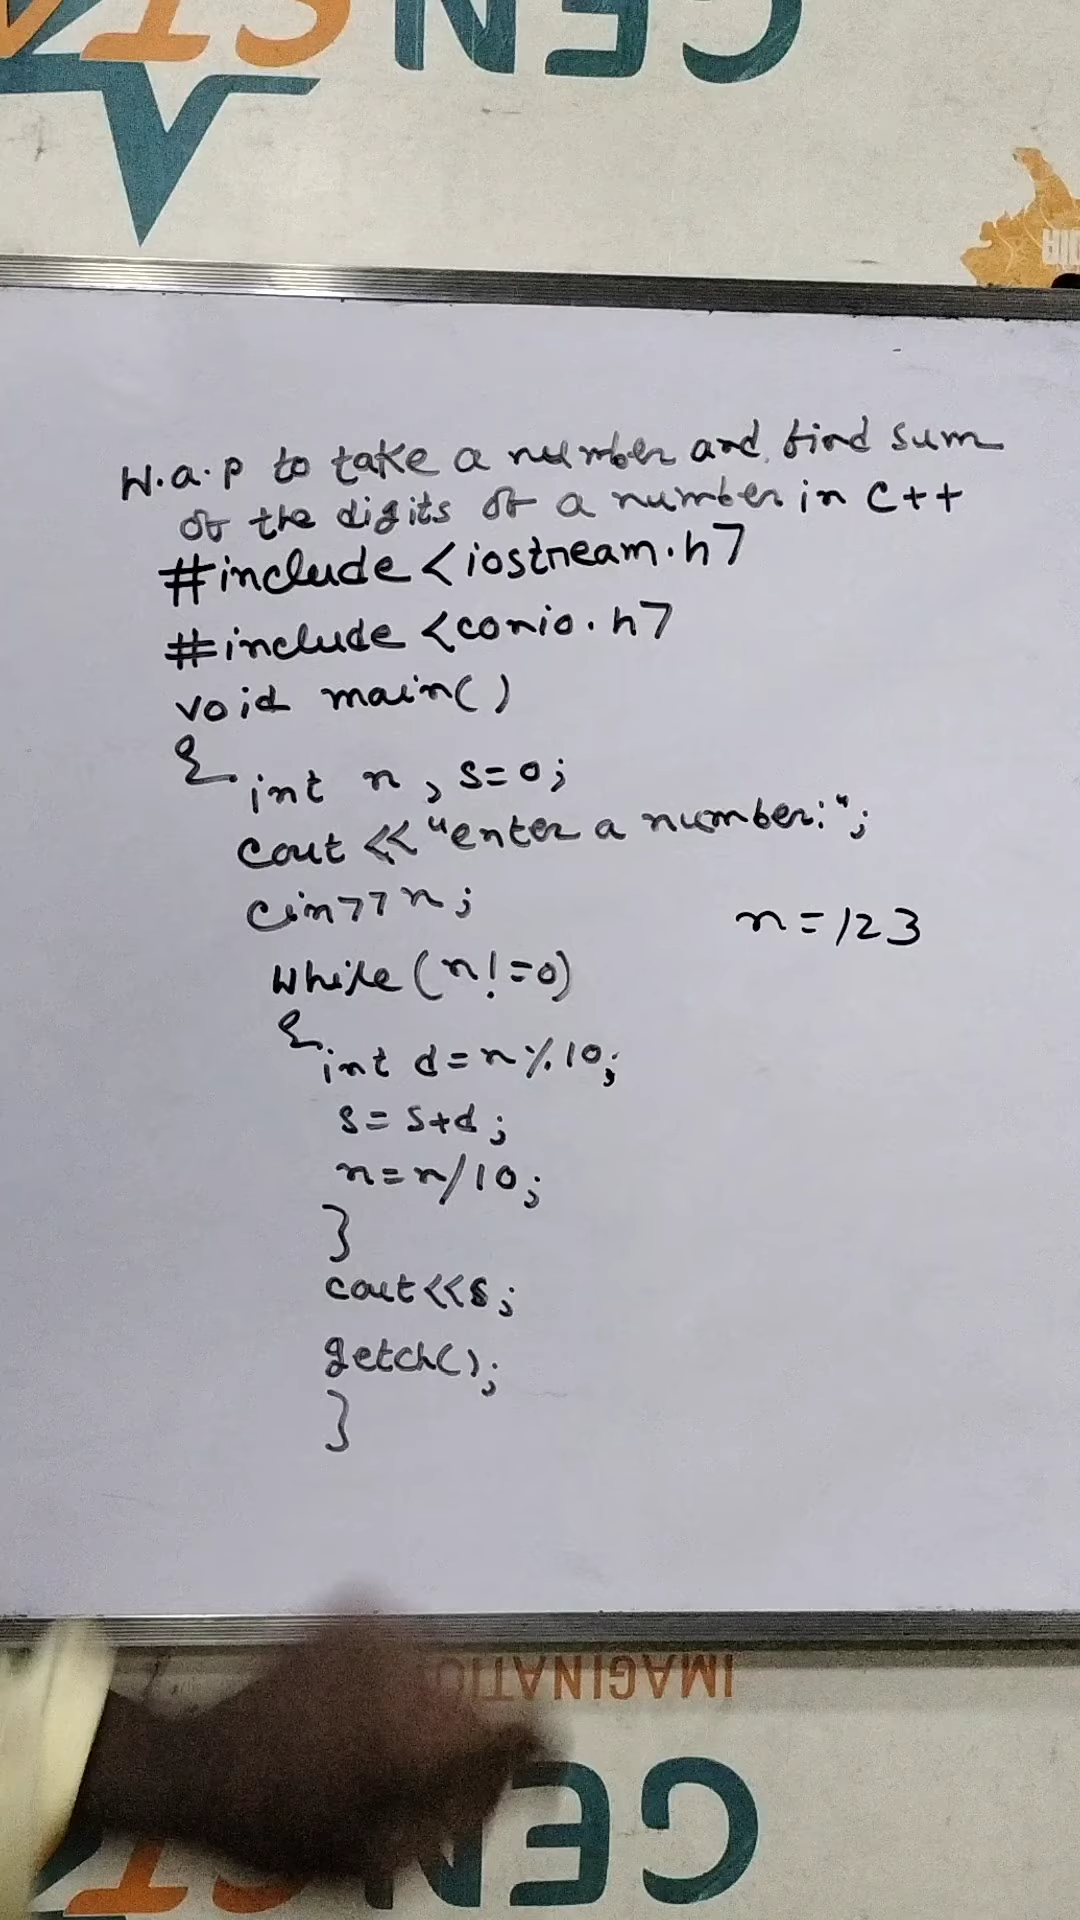 W.a.p to take a number and find sum
of the digits of a number in C++
#include <iostream.h>
#include <conio.h>
void main()
{
int n, s=0;
cout << "enter a number:";
cin>>n;
n=123
while (n!=0)
{
int d=n%10;
s=s+d;
n=n/10;
}
cout<<s;
getch();
}
IMAGINATIO